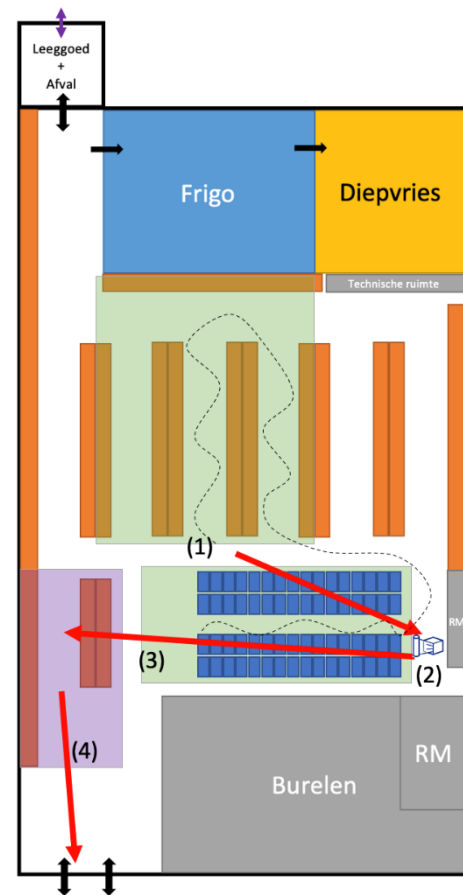 Leeggoed
+
Afval
Frigo
Diepvries
Technische ruimte
(1)
RM
(3)
(2)
(4)
RM
Burelen